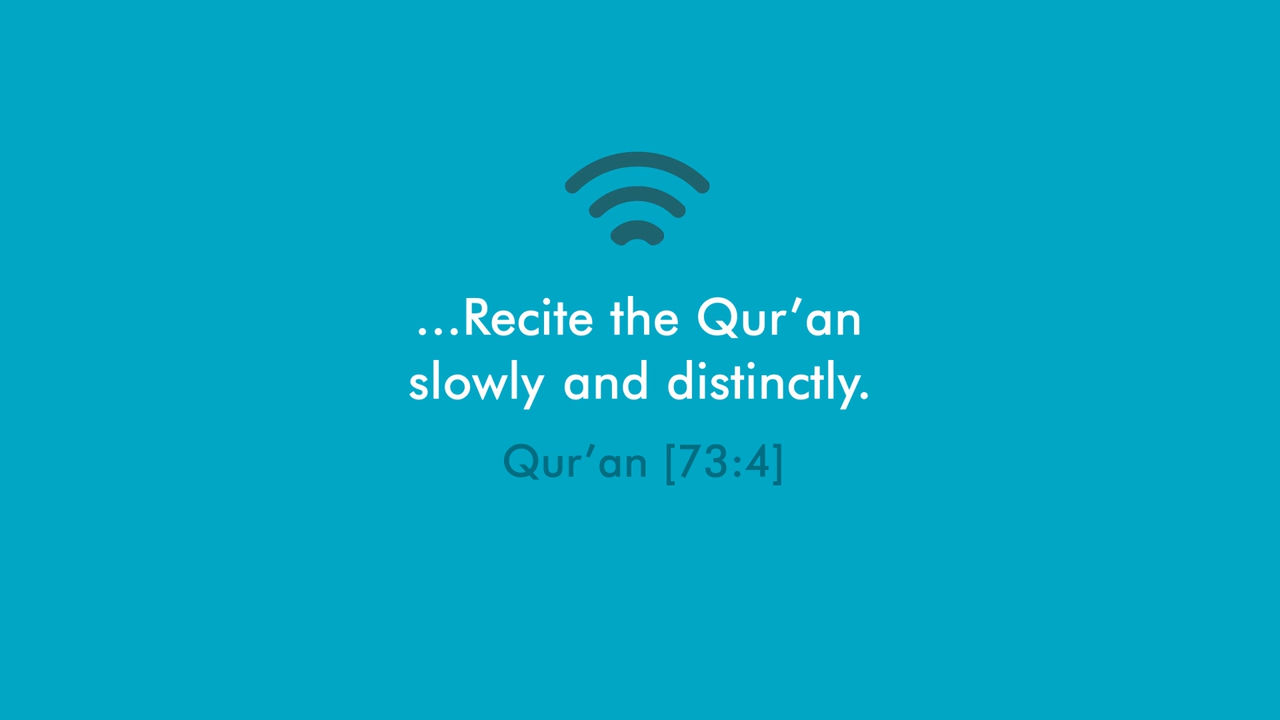 ...Recite the Qur’an
slowly and distinctly.
Qur’an [73:4]